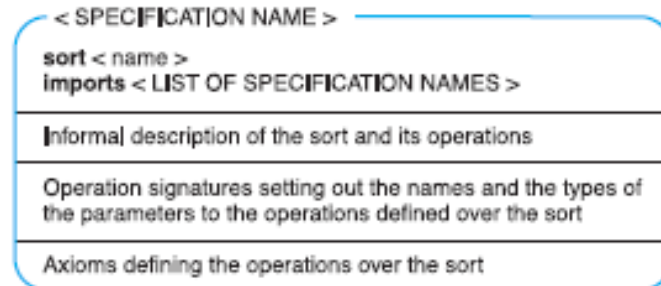 < SPECIFICATION NAME >
sort < name >
imports < LIST OF SPECIFICATION NAMES >
Informal description of the sort and its operations
Operation signatures setting out the names and the types of
the parameters to the operations defined over the sort
Axioms defining the operations over the sort